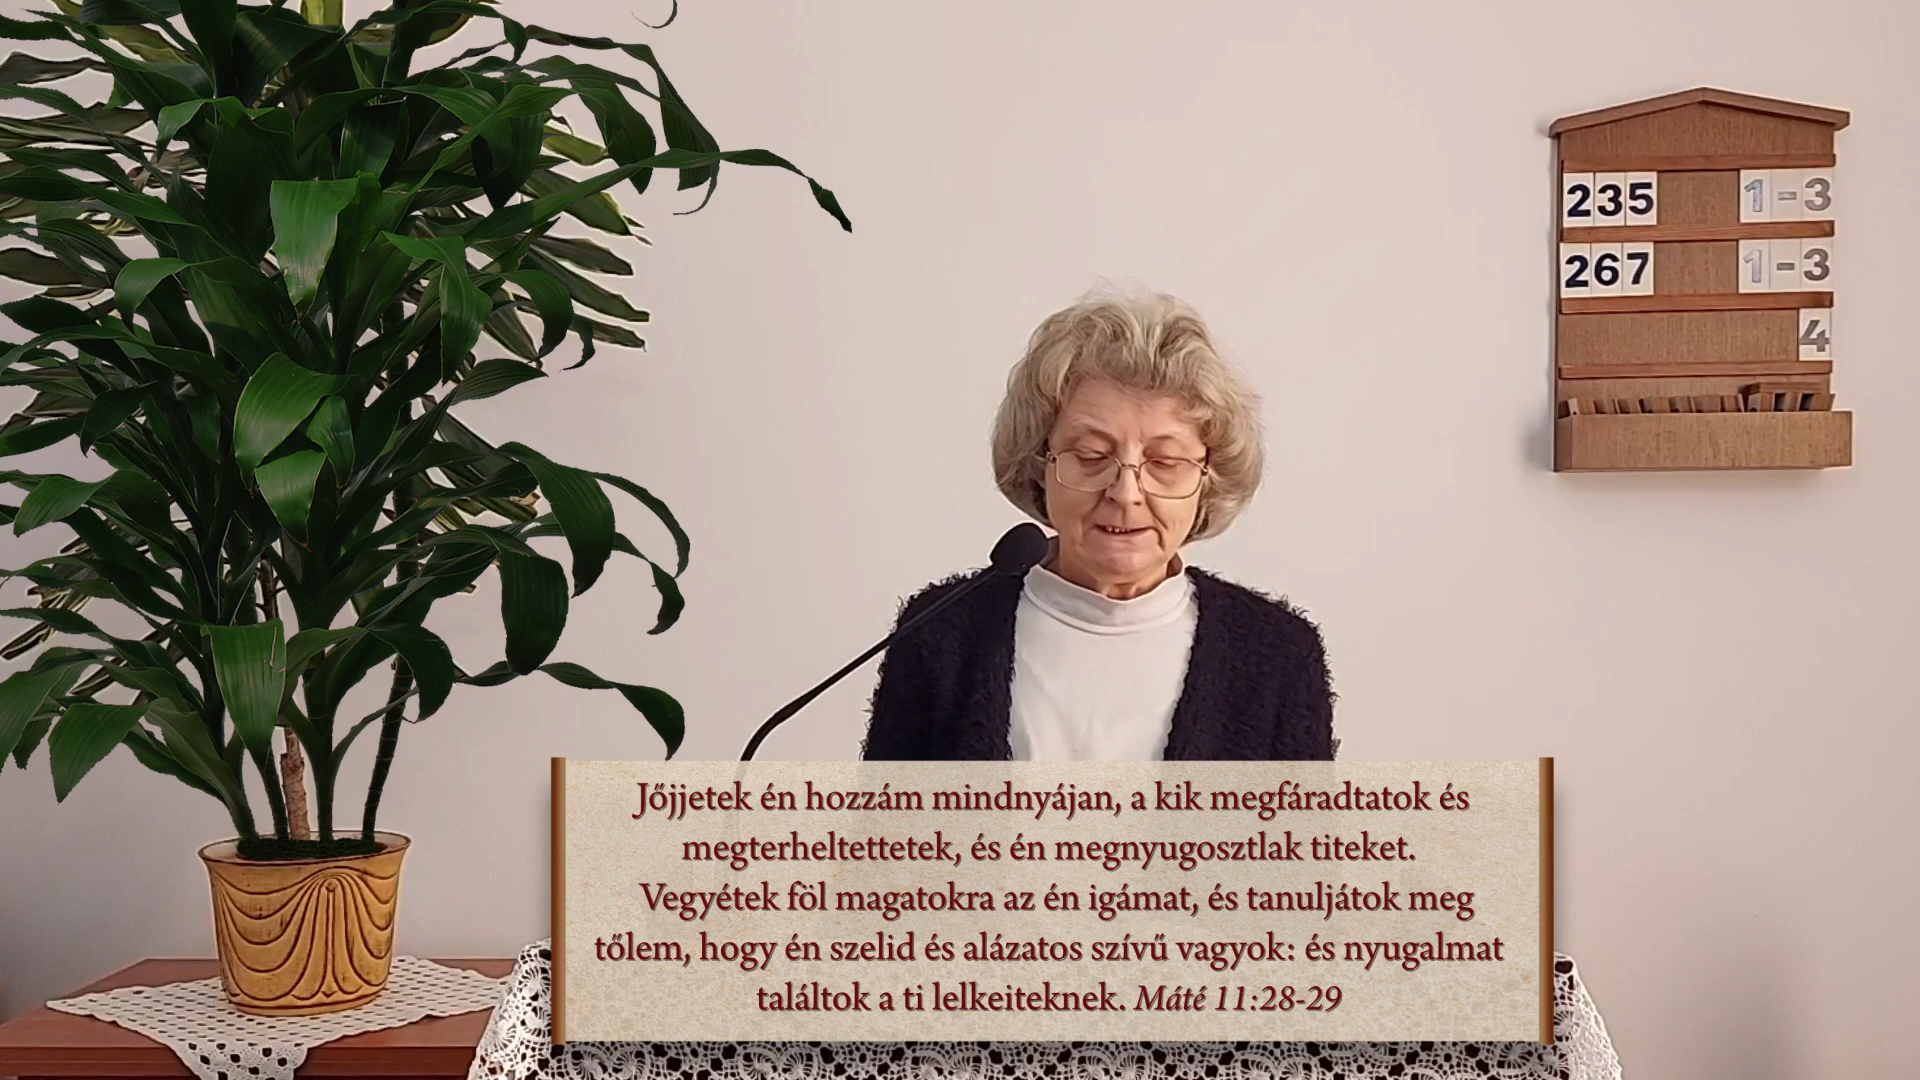 235 1-3
267 1-3
4
Jőjjetek én hozzám mindnyájan, a kik megfáradtatok és
megterheltettetek, és én megnyugosztlak titeket.
Vegyétek föl magatokra az én igámat, és tanuljátok meg
tőlem, hogy én szelid és alázatos szívű vagyok: és nyugalmat
találtok a ti lelkeiteknek. Máté 11:28-29